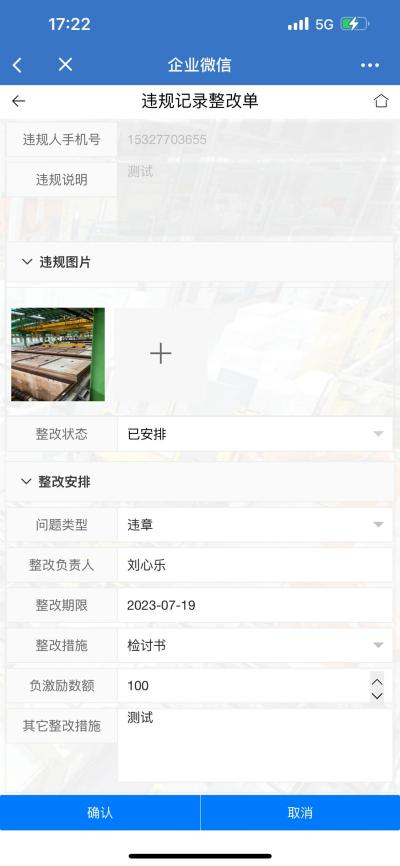 17:22
5G
企业微信
违规记录整改单
违规人手机号 15327703655
违规说明 测试
违规图片
整改状态 已安排
整改安排
问题类型 违章
整改负责人 刘心乐
整改期限 2023-07-19
整改措施 检讨书
负激励数额 100
其它整改措施 测试
确认 取消